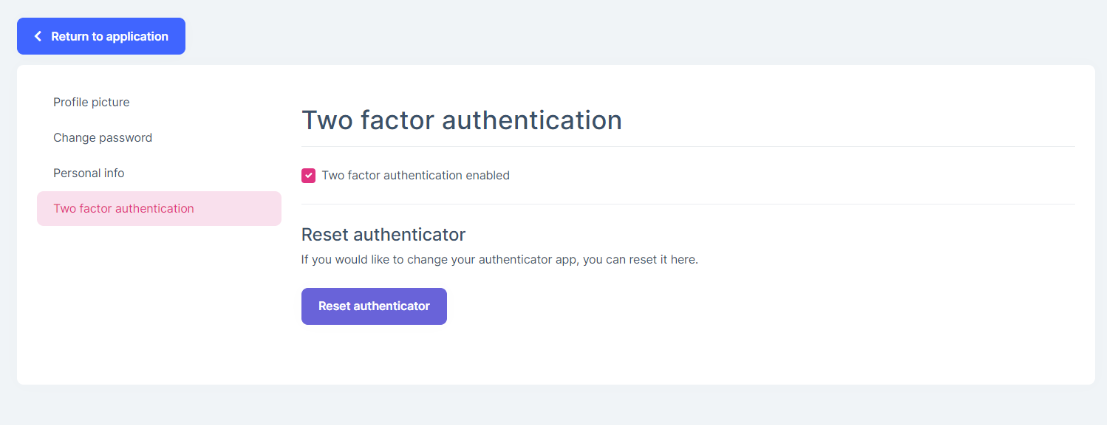 Return to application
Profile picture
Change password
Personal info
Two factor authentication
Two factor authentication
Two factor authentication enabled
Reset authenticator
If you would like to change your authenticator app, you can reset it here.
Reset authenticator